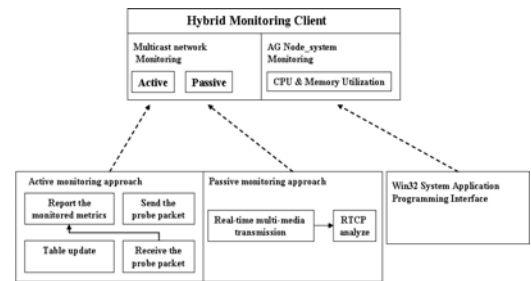 Hybrid Monitoring Client
Multicast network
Monitoring
Active
Passive
AG Node_system
Monitoring
CPU & Memory Utilization
Active monitoring approach
Report the
monitored metrics
Send the
probe packet
Table update
Receive the
probe packet
Passive monitoring approach
Real-time multi-media
transmission
RTCP
analyze
Win32 System Application
Programming Interface